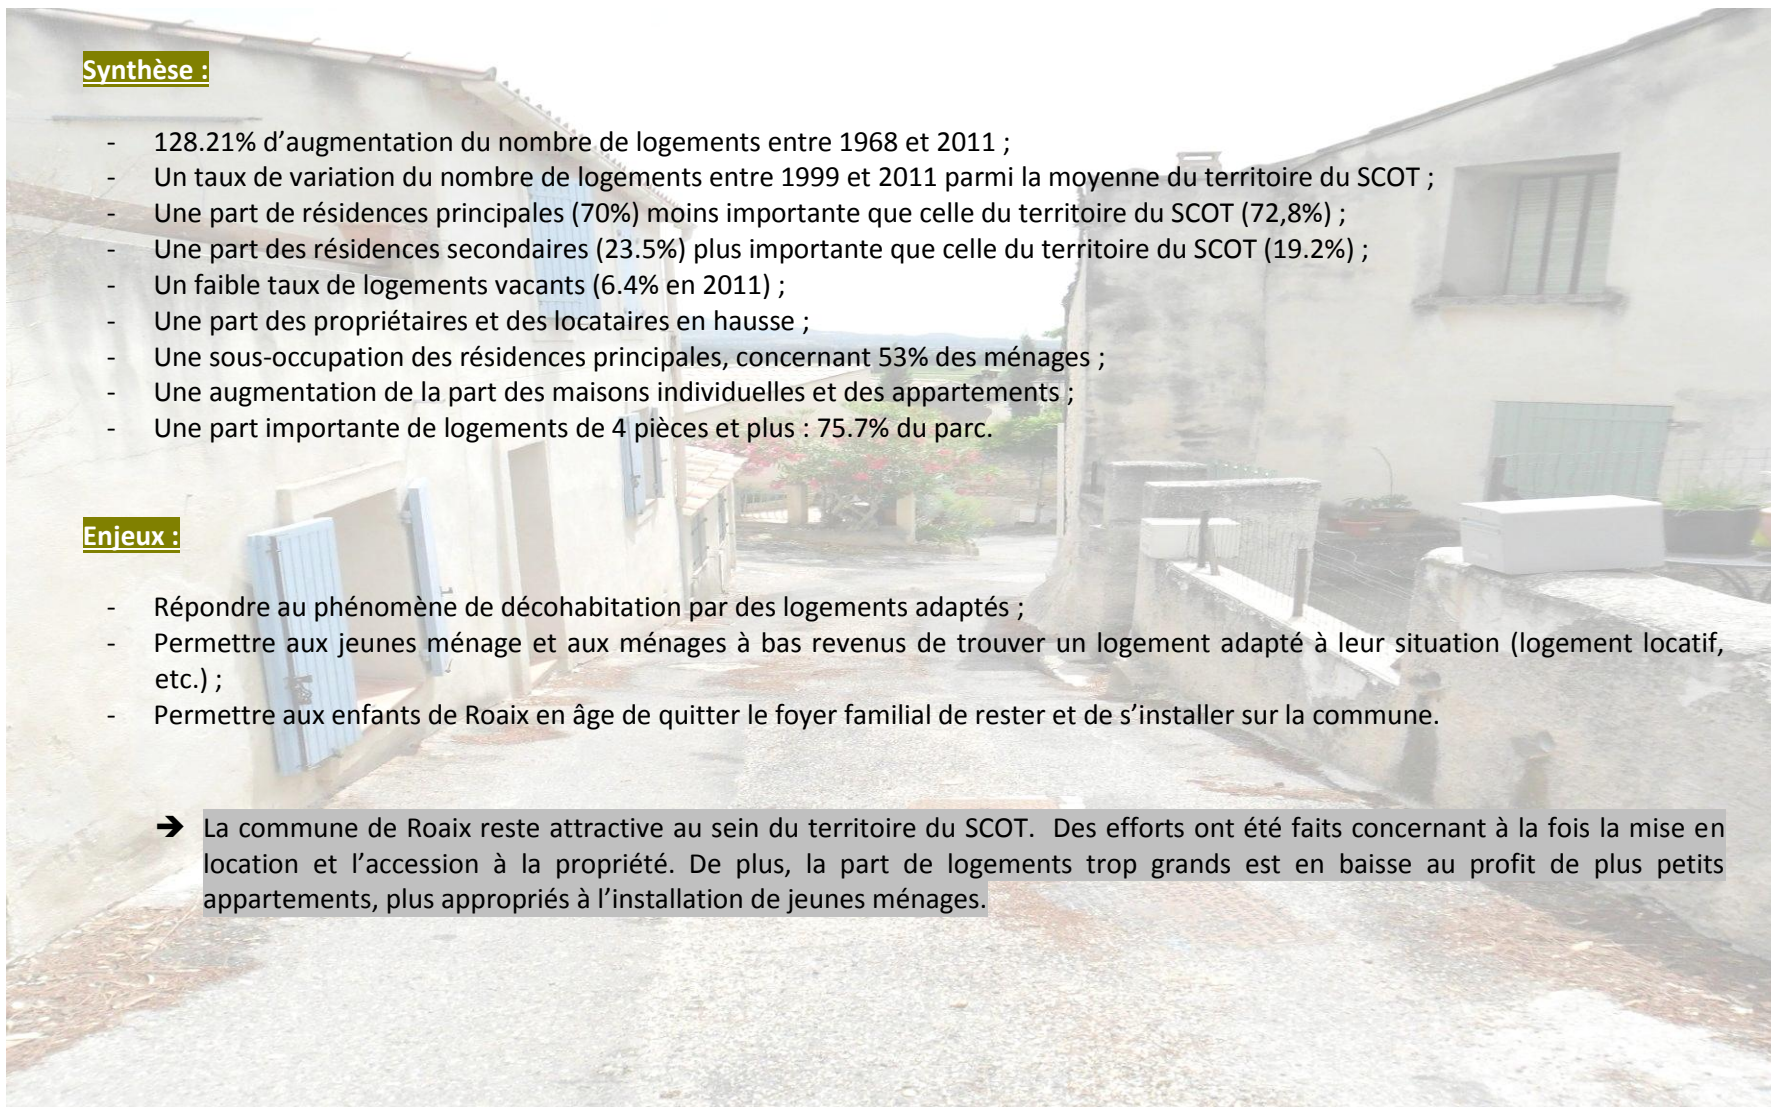 Synthèse :
- 128.21% d’augmentation du nombre de logements entre 1968 et 2011 ;
- Un taux de variation du nombre de logements entre 1999 et 2011 parmi la moyenne du territoire du SCOT ;
- Une part de résidences principales (70%) moins importante que celle du territoire du SCOT (72,8%) ;
- Une part des résidences secondaires (23.5%) plus importante que celle du territoire du SCOT (19.2%) ;
- Un faible taux de logements vacants (6.4% en 2011) ;
- Une part des propriétaires et des locataires en hausse ;
- Une sous-occupation des résidences principales, concernant 53% des ménages ;
- Une augmentation de la part des maisons individuelles et des appartements ;
- Une part importante de logements de 4 pièces et plus : 75.7% du parc.
Enjeux :
- Répondre au phénomène de décohabitation par des logements adaptés ;
- Permettre aux jeunes ménage et aux ménages à bas revenus de trouver un logement adapté à leur situation (logement locatif,
etc.) ;
- Permettre aux enfants de Roaix en âge de quitter le foyer familial de rester et de s’installer sur la commune.
➔ La commune de Roaix reste attractive au sein du territoire du SCOT. Des efforts ont été faits concernant à la fois la mise en
location et l’accession à la propriété. De plus, la part de logements trop grands est en baisse au profit de plus petits
appartements, plus appropriés à l’installation de jeunes ménages.